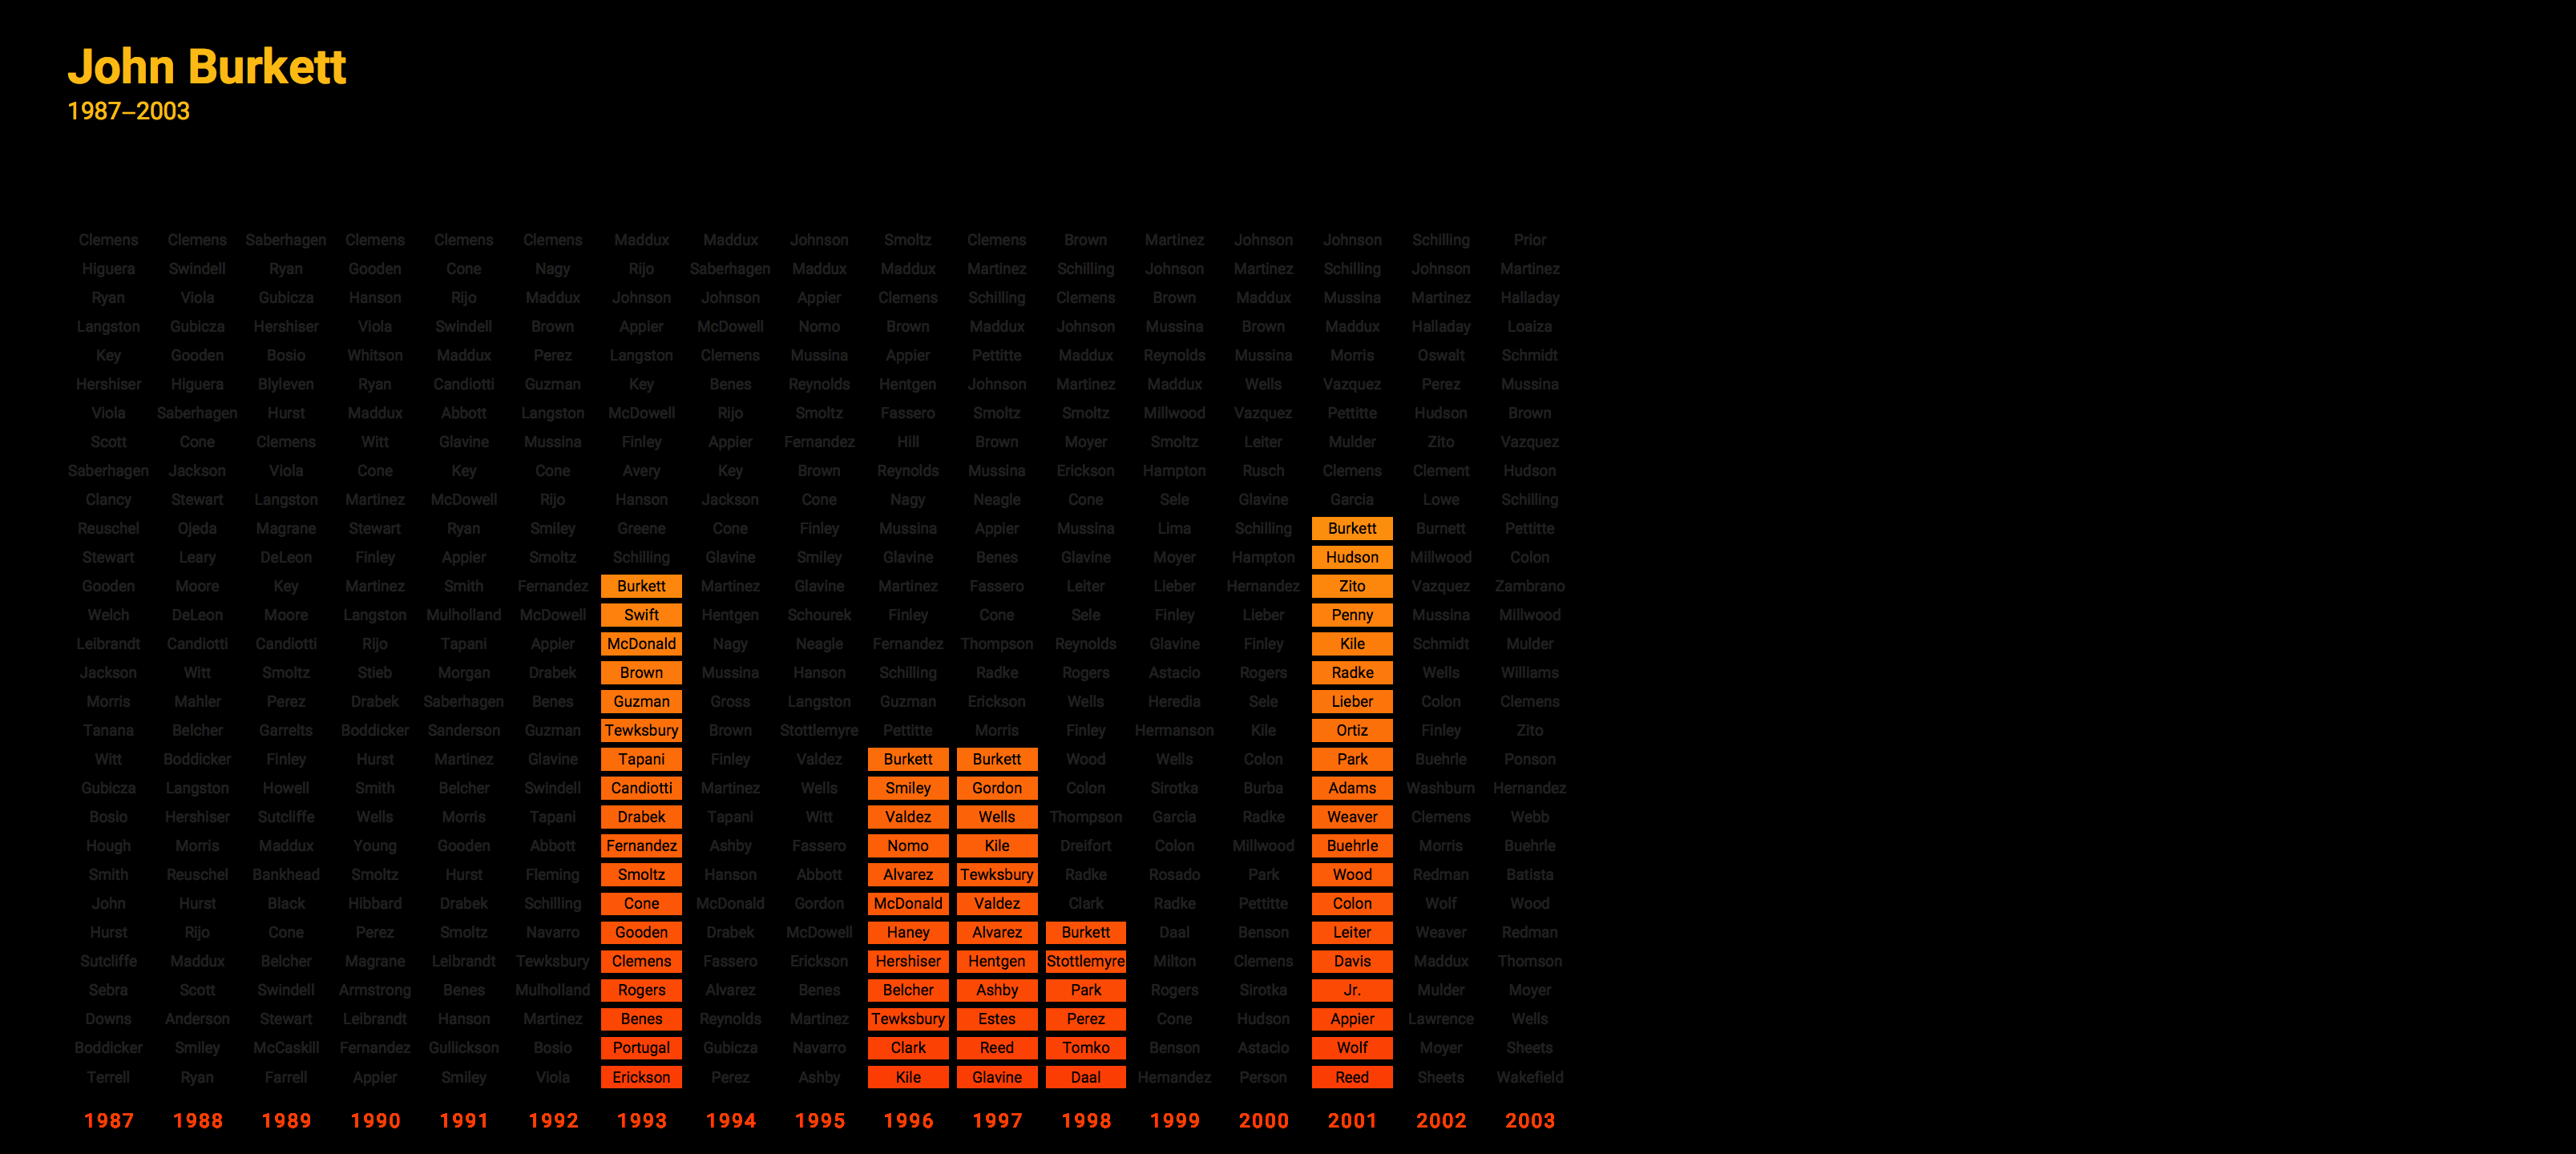 John Burkett
1987–2003
Clemens Clemens Saberhagen Clemens Clemens Clemens Maddux Maddux Johnson Smoltz Clemens Brown Martinez Johnson Johnson Schilling Prior
Higuera Swindell Ryan Gooden Cone Nagy Rijo Saberhagen Maddux Maddux Martinez Schilling Johnson Martinez Schilling Johnson Martinez
Ryan Viola Gubicza Hanson Rijo Maddux Johnson Johnson Appier Clemens Schilling Clemens Brown Maddux Mussina Martinez Halladay
Langston Gubicza Hershiser Viola Swindell Brown Appier McDowell Nomo Brown Maddux Johnson Mussina Brown Maddux Halladay Loaiza
Key Gooden Bosio Whitson Maddux Perez Langston Clemens Mussina Appier Pettitte Maddux Reynolds Mussina Morris Oswalt Schmidt
Hershiser Higuera Blyleven Ryan Candiotti Guzman Key Benes Reynolds Hentgen Johnson Martinez Maddux Wells Vazquez Perez Mussina
Viola Saberhagen Hurst Maddux Abbott Langston McDowell Rijo Smoltz Fassero Smoltz Smoltz Millwood Vazquez Pettitte Hudson Brown
Scott Cone Clemens Witt Glavine Mussina Finley Appier Fernandez Hill Brown Moyer Smoltz Leiter Mulder Zito Vazquez
Saberhagen Jackson Viola Cone Key Cone Avery Key Brown Reynolds Mussina Erickson Hampton Rusch Clemens Clement Hudson
Clancy Stewart Langston Martinez McDowell Rijo Hanson Jackson Cone Nagy Neagle Cone Sele Glavine Garcia Lowe Schilling
Reuschel Ojeda Magrane Stewart Ryan Smiley Greene Cone Finley Mussina Appier Mussina Lima Schilling Burkett Burnett Pettitte
Stewart Leary DeLeon Finley Appier Smoltz Schilling Glavine Smiley Glavine Benes Glavine Moyer Hampton Hudson Millwood Colon
Gooden Moore Key Martinez Smith Fernandez Burkett Martinez Glavine Martinez Fassero Leiter Lieber Hernandez Zito Vazquez Zambrano
Welch DeLeon Moore Langston Mulholland McDowell Swift Hentgen Schourek Finley Cone Sele Finley Lieber Penny Mussina Millwood
Leibrandt Candiotti Candiotti Rijo Tapani Appier McDonald Nagy Neagle Fernandez Thompson Reynolds Glavine Finley Kile Schmidt Mulder
Jackson Witt Smoltz Stieb Morgan Drabek Brown Mussina Hanson Schilling Radke Rogers Astacio Rogers Radke Wells Williams
Morris Mahler Perez Drabek Saberhagen Benes Guzman Gross Langston Guzman Erickson Wells Heredia Sele Lieber Colon Clemens
Tanana Belcher Garrelts Boddicker Sanderson Guzman Tewksbury Brown Stottlemyre Pettitte Morris Finley Hermanson Kile Ortiz Finley Zito
Witt Boddicker Finley Hurst Martinez Glavine Tapani Finley Valdez Burkett Burkett Wood Wells Colon Park Buehrle Ponson
Gubicza Langston Howell Smith Belcher Swindell Candiotti Martinez Wells Smiley Gordon Colon Sirotka Burba Adams Washburn Hernandez
Bosio Hershiser Sutcliffe Wells Morris Tapani Drabek Tapani Witt Valdez Wells Thompson Garcia Radke Weaver Clemens Webb
Hough Morris Maddux Young Gooden Abbott Fernandez Ashby Fassero Nomo Kile Dreifort Colon Millwood Buehrle Morris Buehrle
Smith Reuschel Bankhead Smoltz Hurst Fleming Smoltz Hanson Abbott Alvarez Tewksbury Radke Rosado Park Wood Redman Batista
John Hurst Black Hibbard Drabek Schilling Cone McDonald Gordon McDonald Valdez Clark Radke Pettitte Colon Wolf Wood
Hurst Rijo Cone Perez Smoltz Navarro Gooden Drabek McDowell Haney Alvarez Burkett Daal Benson Leiter Weaver Redman
Sutcliffe Maddux Belcher Magrane Leibrandt Tewksbury Clemens Fassero Erickson Hershiser Hentgen Stottlemyre Milton Clemens Davis Maddux Thomson
Sebra Scott Swindell Armstrong Benes Mulholland Rogers Alvarez Benes Belcher Ashby Park Rogers Sirotka Jr. Mulder Moyer
Downs Anderson Stewart Leibrandt Hanson Martinez Benes Reynolds Martinez Tewksbury Estes Perez Cone Hudson Appier Lawrence Wells
Boddicker Smiley McCaskill Fernandez Gullickson Bosio Portugal Gubicza Navarro Clark Reed Tomko Benson Astacio Wolf Moyer Sheets
Terrell Ryan Farrell Appier Smiley Viola Erickson Perez Ashby Kile Glavine Daal Hernandez Person Reed Sheets Wakefield
1987 1988 1989 1990 1991 1992 1993 1994 1995 1996 1997 1998 1999 2000 2001 2002 2003